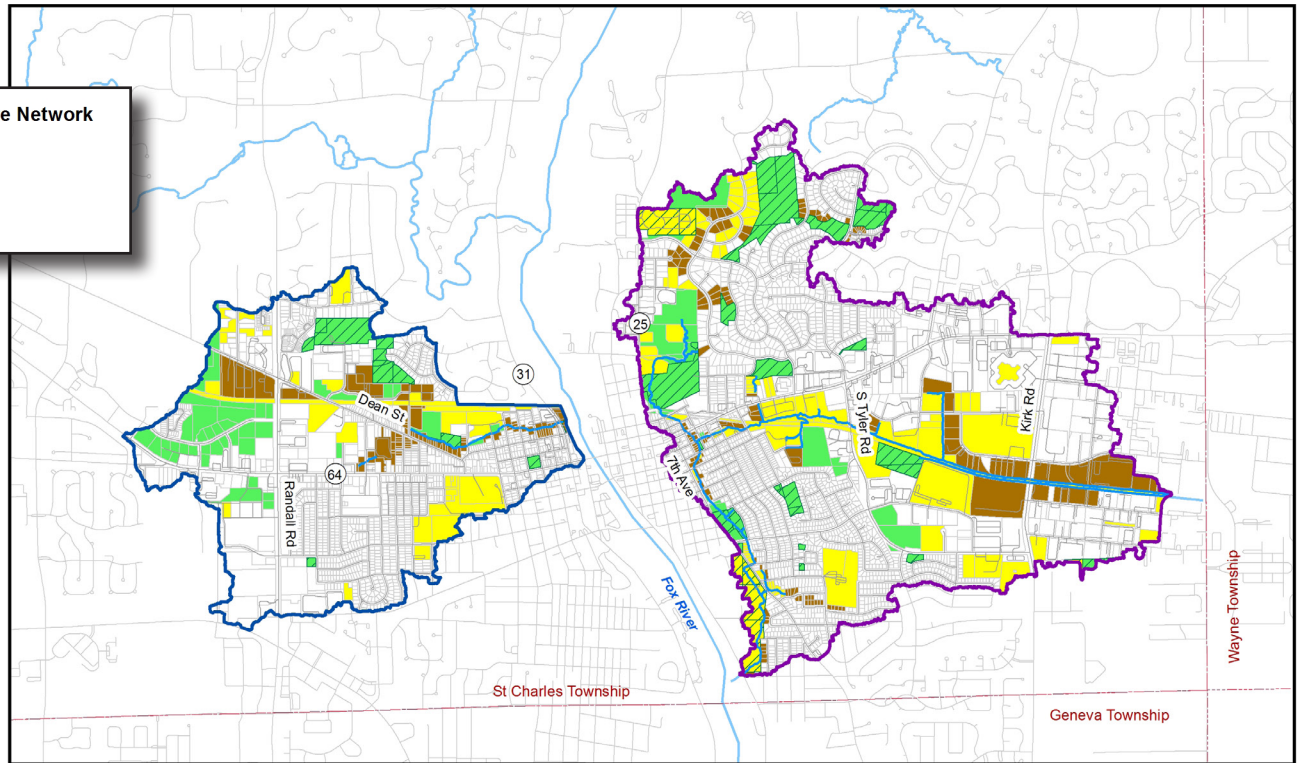 e Network
25
31
Dean St
S Tyler Rd
Kirk Rd
64
7th Ave
Randall Rd
Fox River
Wayne Township
St Charles Township
Geneva Township